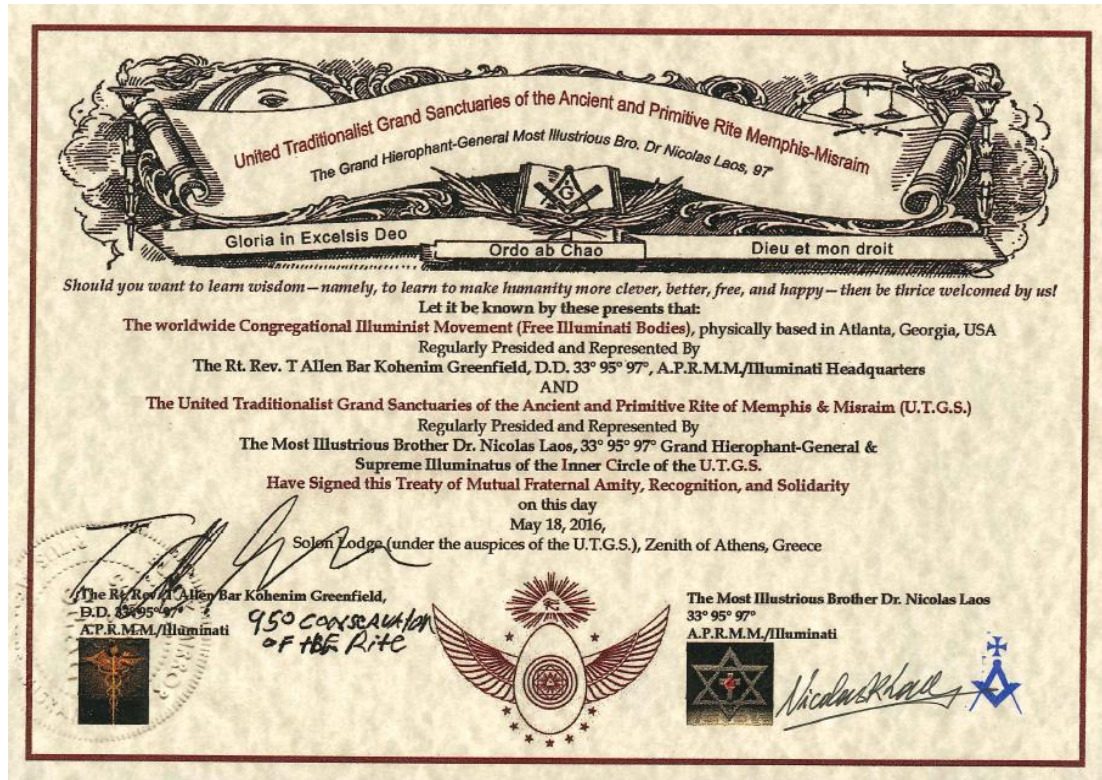 United Traditionalist Grand Sanctuaries of the Ancient and Primitive Rite Memphis-Misraim
The Grand Hierophant-General Most Illustrious Bro. Dr Nicolas Laos, 97°
G
Gloria in Excelsis Deo
Ordo ab Chao
Dieu et mon droit
Should you want to learn wisdom—namely, to learn to make humanity more clever, better, free, and happy—then be thrice welcomed by us!
Let it be known by these presents that:
The worldwide Congregational Illuminist Movement (Free Illuminati Bodies), physically based in Atlanta, Georgia, USA
Regularly Presided and Represented By
The Rt. Rev. T Allen Bar Kohenim Greenfield, D.D. 33° 95° 97°, A.P.R.M.M./Illuminati Headquarters
AND
The United Traditionalist Grand Sanctuaries of the Ancient and Primitive Rite of Memphis & Misraim (U.T.G.S.)
Regularly Presided and Represented By
The Most Illustrious Brother Dr. Nicolas Laos, 33° 95° 97° Grand Hierophant-General &
Supreme Illuminatus of the Inner Circle of the U.T.G.S.
Have Signed this Treaty of Mutual Fraternal Amity, Recognition, and Solidarity
on this day
May 18, 2016,
Solon Lodge (under the auspices of the U.T.G.S.), Zenith of Athens, Greece
The Rt. Rev. T Allen Bar Kohenim Greenfield,
D.D. 33° 95° 97°
A.P.R.M.M./Illuminati
950
OF THE RITE
The Most Illustrious Brother Dr. Nicolas Laos
33° 95° 97°
A.P.R.M.M./Illuminati